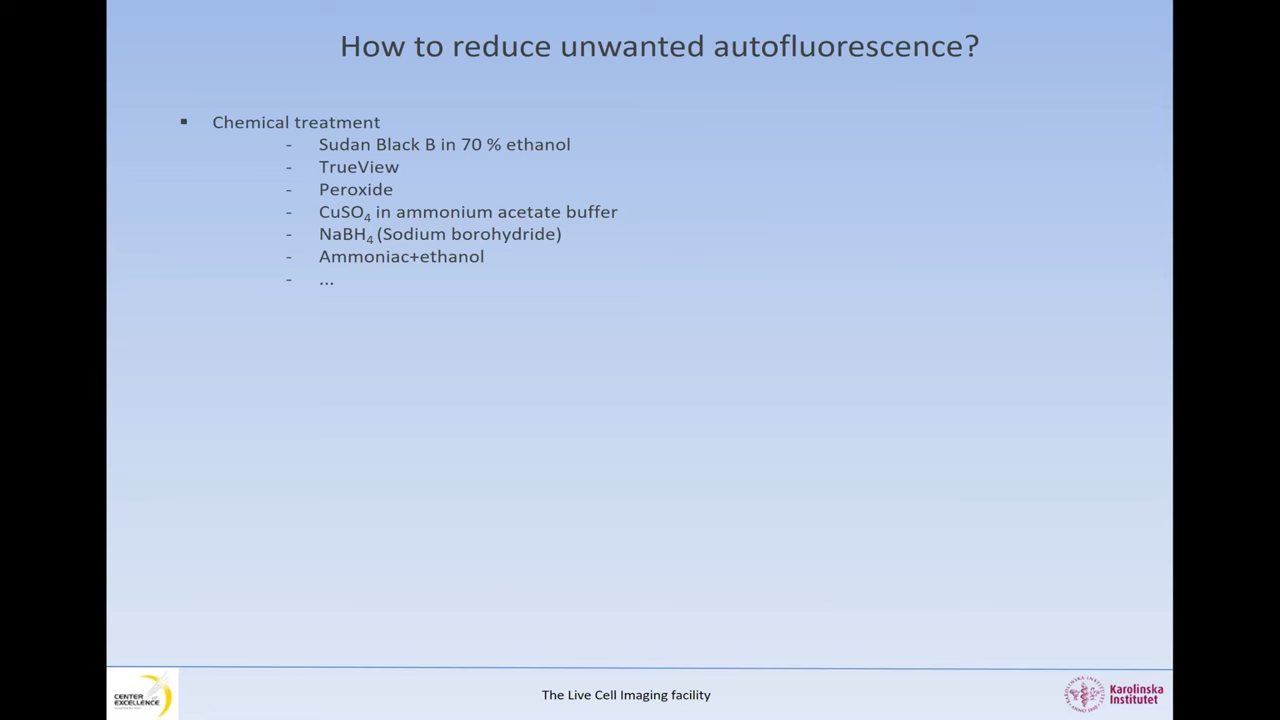 How to reduce unwanted autofluorescence?
▪ Chemical treatment
- Sudan Black B in 70 % ethanol
- TrueView
- Peroxide
- CuSO₄ in ammonium acetate buffer
- NaBH₄ (Sodium borohydride)
- Ammoniac+ethanol
- ...
CENTER
EXCELLENCE
The Live Cell Imaging facility
Karolinska
Institutet